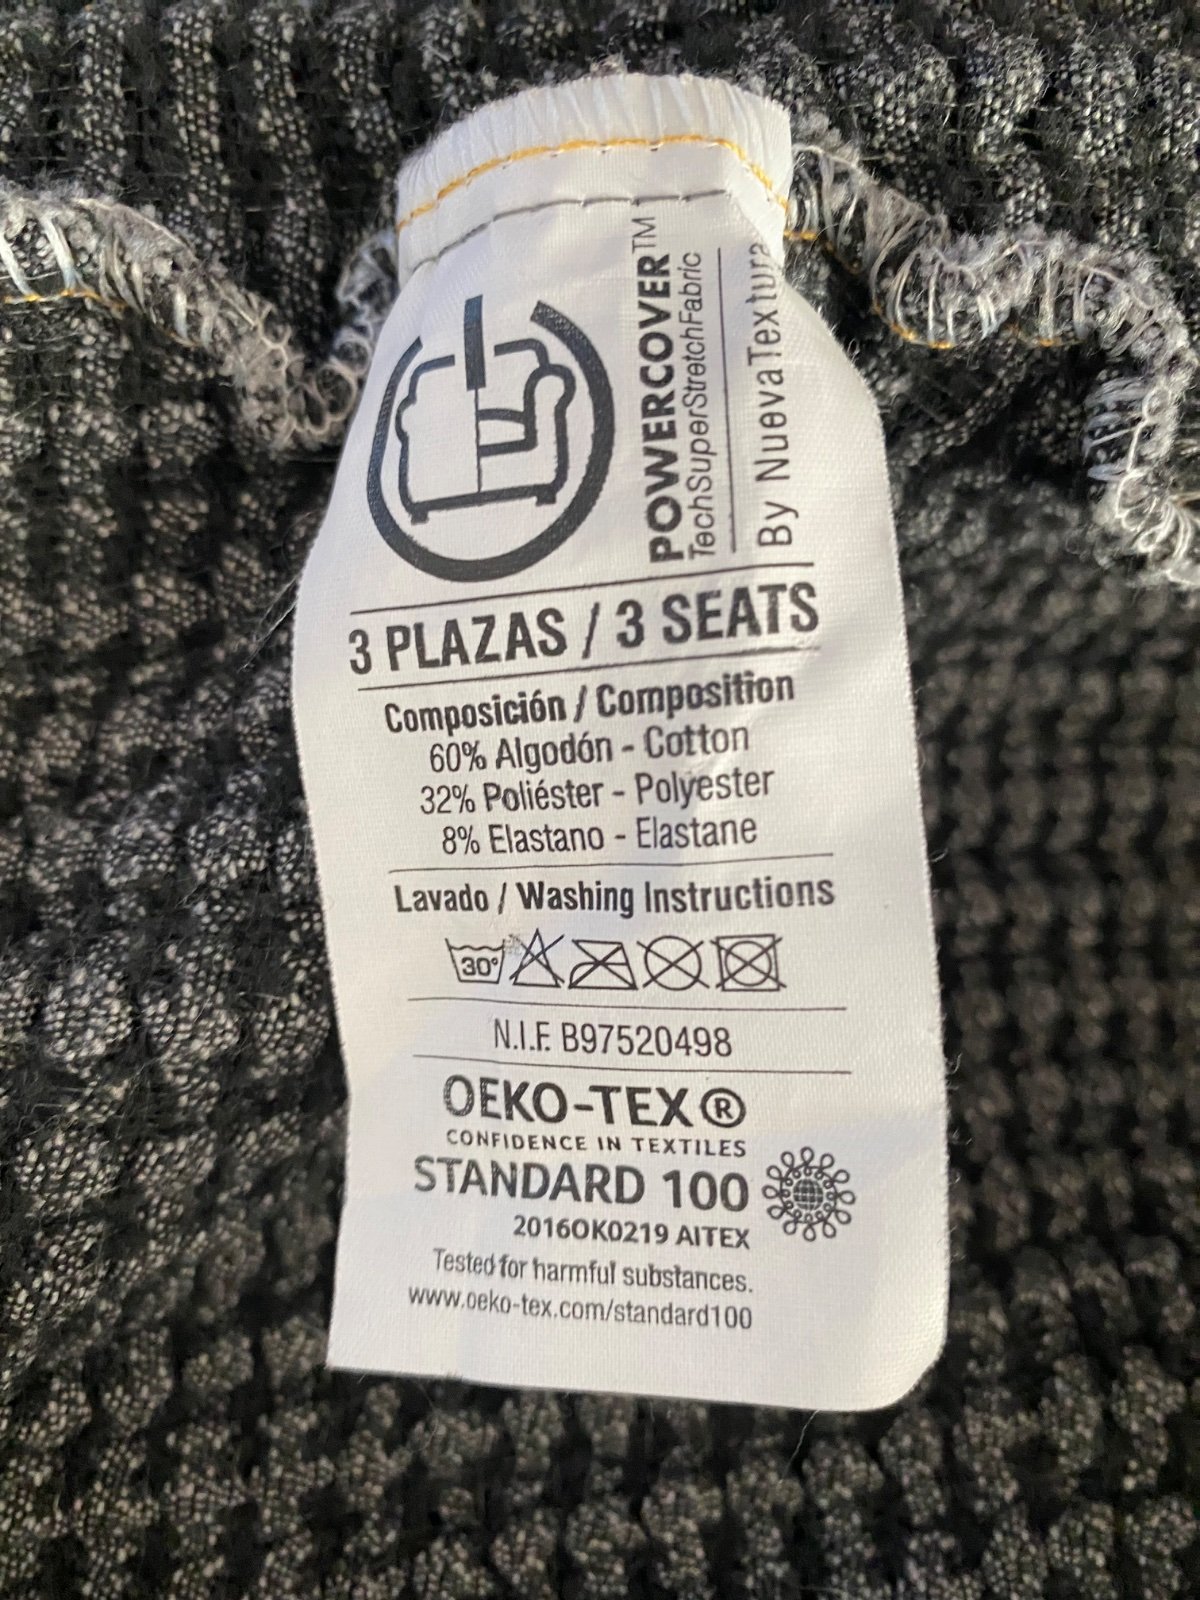 POWERCOVER™
TechSuperStretchFabric
By NuevaTextura
3 PLAZAS / 3 SEATS
Composición / Composition
60% Algodón - Cotton
32% Poliéster - Polyester
8% Elastano - Elastane
Lavado / Washing Instructions
30°
N.I.F. B97520498
OEKO-TEX®
CONFIDENCE IN TEXTILES
STANDARD 100
2016OK0219 AITEX
Tested for harmful substances.
www.oeko-tex.com/standard100